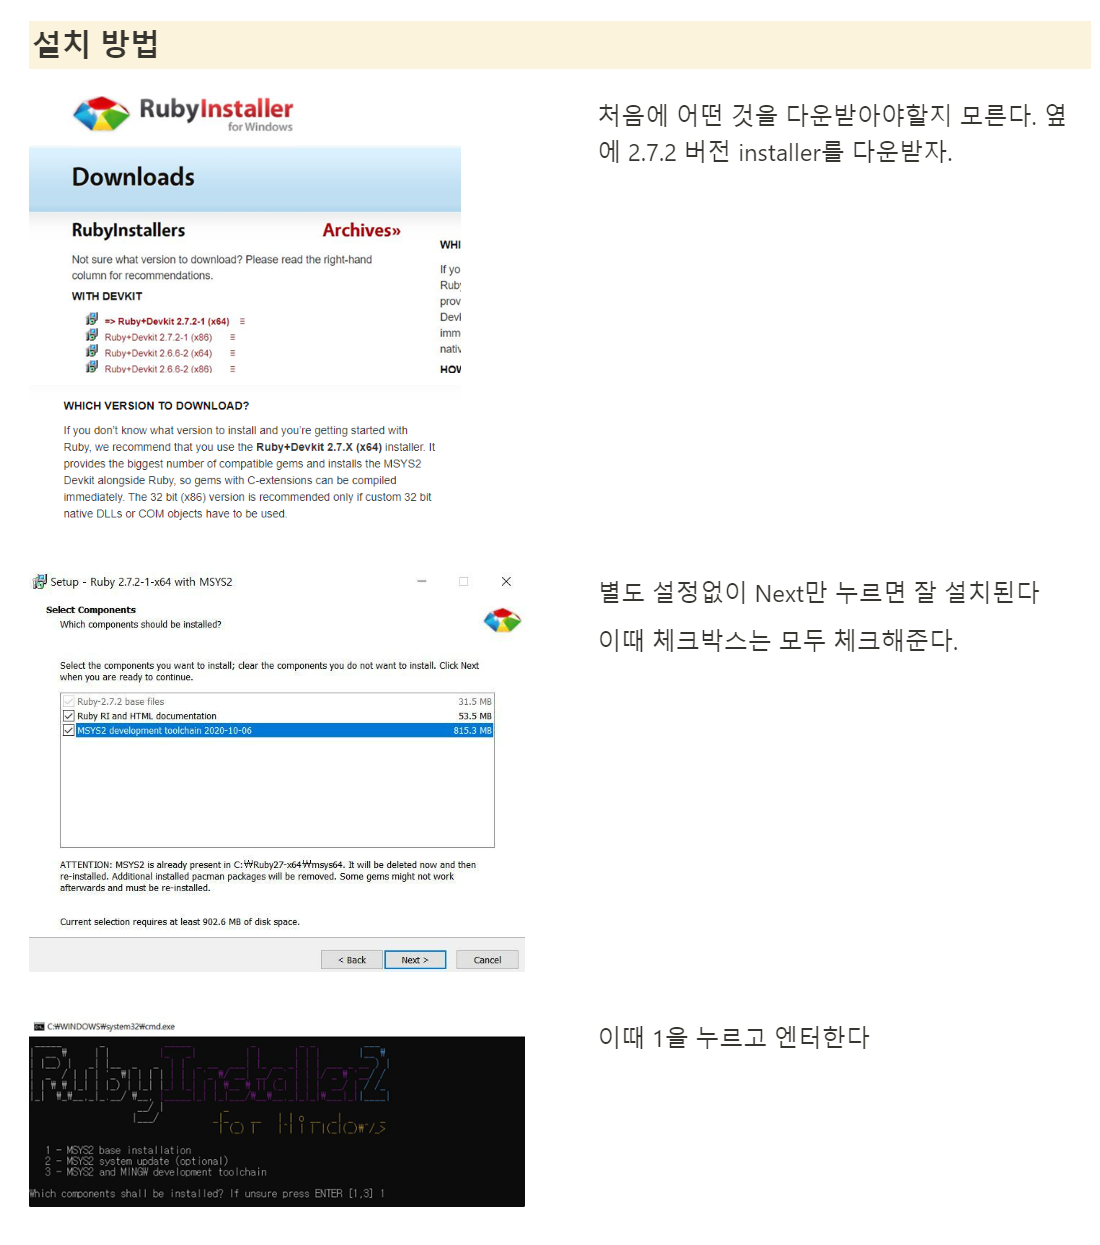 설치 방법
RubyInstaller
for Windows
처음에 어떤 것을 다운받아야할지 모른다. 옆
에 2.7.2 버전 installer를 다운받자.
Downloads
RubyInstallers
Archives»
Not sure what version to download? Please read the right-hand
column for recommendations.
WITH DEVKIT
=> Ruby+Devkit 2.7.2-1 (x64)
Ruby+Devkit 2.7.2-1 (x86)
Ruby+Devkit 2.6.6-2 (x64)
Ruby+Devkit 2.6.6-2 (x86)
WHI
If yo
Ruby
prov
Devl
imm
nativ
HOW
WHICH VERSION TO DOWNLOAD?
If you don't know what version to install and you're getting started with
Ruby, we recommend that you use the Ruby+Devkit 2.7.X (x64) installer. It
provides the biggest number of compatible gems and installs the MSYS2
Devkit alongside Ruby, so gems with C-extensions can be compiled
immediately. The 32 bit (x86) version is recommended only if custom 32 bit
native DLLs or COM objects have to be used.
Setup - Ruby 2.7.2-1-x64 with MSYS2
Select Components
Which components should be installed?
Select the components you want to install; clear the components you do not want to install. Click Next
when you are ready to continue.
Ruby-2.7.2 base files 31.5 MB
Ruby RI and HTML documentation 53.5 MB
MSYS2 development toolchain 2020-10-06 815.3 MB
ATTENTION: MSYS2 is already present in C:₩Ruby27-x64₩msys64. It will be deleted now and then
re-installed. Additional installed pacman packages will be removed. Some gems might not work
afterwards and must be re-installed.
Current selection requires at least 902.6 MB of disk space.
< Back
Next >
Cancel
별도 설정없이 Next만 누르면 잘 설치된다
이때 체크박스는 모두 체크해준다.
C:₩WINDOWS₩system32₩cmd.exe
RubyInstaller2
for Windows
1 - MSYS2 base installation
2 - MSYS2 system update (optional)
3 - MSYS2 and MINGW development toolchain
Which components shall be installed? If unsure press ENTER [1,3] 1
이때 1을 누르고 엔터한다